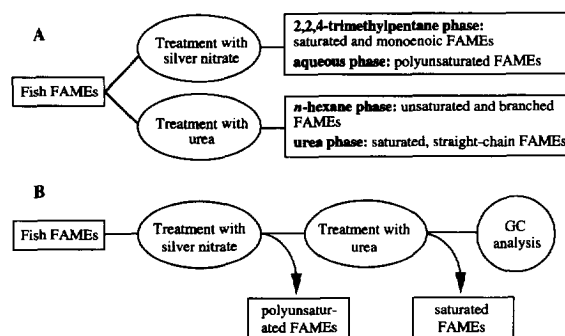 A
Fish FAMEs
Treatment with
silver nitrate
2,2,4-trimethylpentane phase:
saturated and monoenoic FAMEs
aqueous phase: polyunsaturated FAMEs
Treatment with
urea
n-hexane phase: unsaturated and branched
FAMEs
urea phase: saturated, straight-chain FAMEs
B
Fish FAMEs
Treatment with
silver nitrate
Treatment with
urea
GC
analysis
polyunsatur-
ated FAMEs
saturated
FAMEs